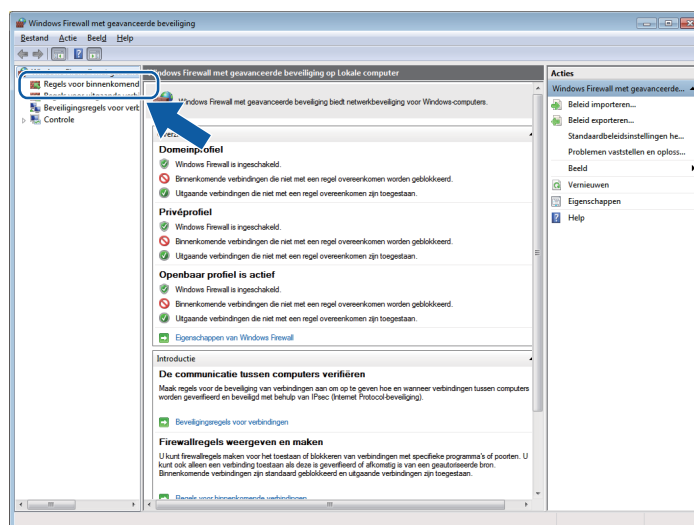 Windows Firewall met geavanceerde beveiliging
Bestand Actie Beeld Help
Regels voor binnenkomend
Beveiligingsregels voor verb
Controle
Windows Firewall met geavanceerde beveiliging op Lokale computer
Windows Firewall met geavanceerde beveiliging biedt netwerkbeveiliging voor Windows-computers.
Domeinprofiel
Windows Firewall is ingeschakeld.
Binnenkomende verbindingen die niet met een regel overeenkomen worden geblokkeerd.
Uitgaande verbindingen die niet met een regel overeenkomen zijn toegestaan.
Privéprofiel
Windows Firewall is ingeschakeld.
Binnenkomende verbindingen die niet met een regel overeenkomen worden geblokkeerd.
Uitgaande verbindingen die niet met een regel overeenkomen zijn toegestaan.
Openbaar profiel is actief
Windows Firewall is ingeschakeld.
Binnenkomende verbindingen die niet met een regel overeenkomen worden geblokkeerd.
Uitgaande verbindingen die niet met een regel overeenkomen zijn toegestaan.
Eigenschappen van Windows Firewall
Introductie
De communicatie tussen computers verifiëren
Maak regels voor de beveiliging van verbindingen aan om op te geven hoe en wanneer verbindingen tussen computers
worden geverifieerd en beveiligd met behulp van IPsec (Internet Protocol-beveiliging).
Beveiligingsregels voor verbindingen
Firewallregels weergeven en maken
U kunt firewallregels maken voor het toestaan of blokkeren van verbindingen met specifieke programma's of poorten. U
kunt ook alleen een verbinding toestaan als deze is geverifieerd of afkomstig is van een geautoriseerde bron.
Binnenkomende verbindingen zijn standaard geblokkeerd en uitgaande verbindingen zijn toegestaan.
Regels voor binnenkomende verbindingen
Acties
Windows Firewall met geavanceerde...
Beleid importeren...
Beleid exporteren...
Standaardbeleidsinstellingen he...
Problemen vaststellen en oploss...
Beeld
Vernieuwen
Eigenschappen
Help